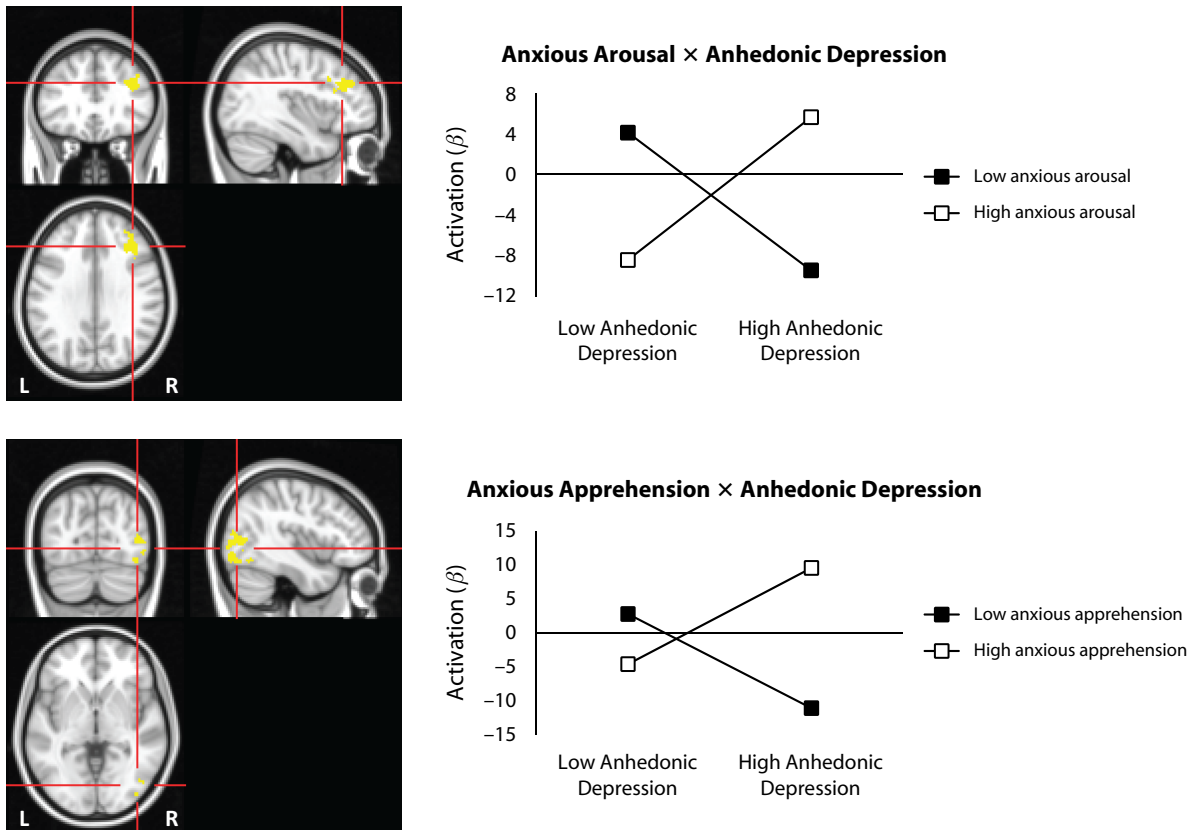 L R
Anxious Arousal × Anhedonic Depression
Activation (β)
8
4
0
–4
–8
–12
Low Anhedonic
Depression
High Anhedonic
Depression
Low anxious arousal
High anxious arousal
L R
Anxious Apprehension × Anhedonic Depression
Activation (β)
15
10
5
0
–5
–10
–15
Low Anhedonic
Depression
High Anhedonic
Depression
Low anxious apprehension
High anxious apprehension